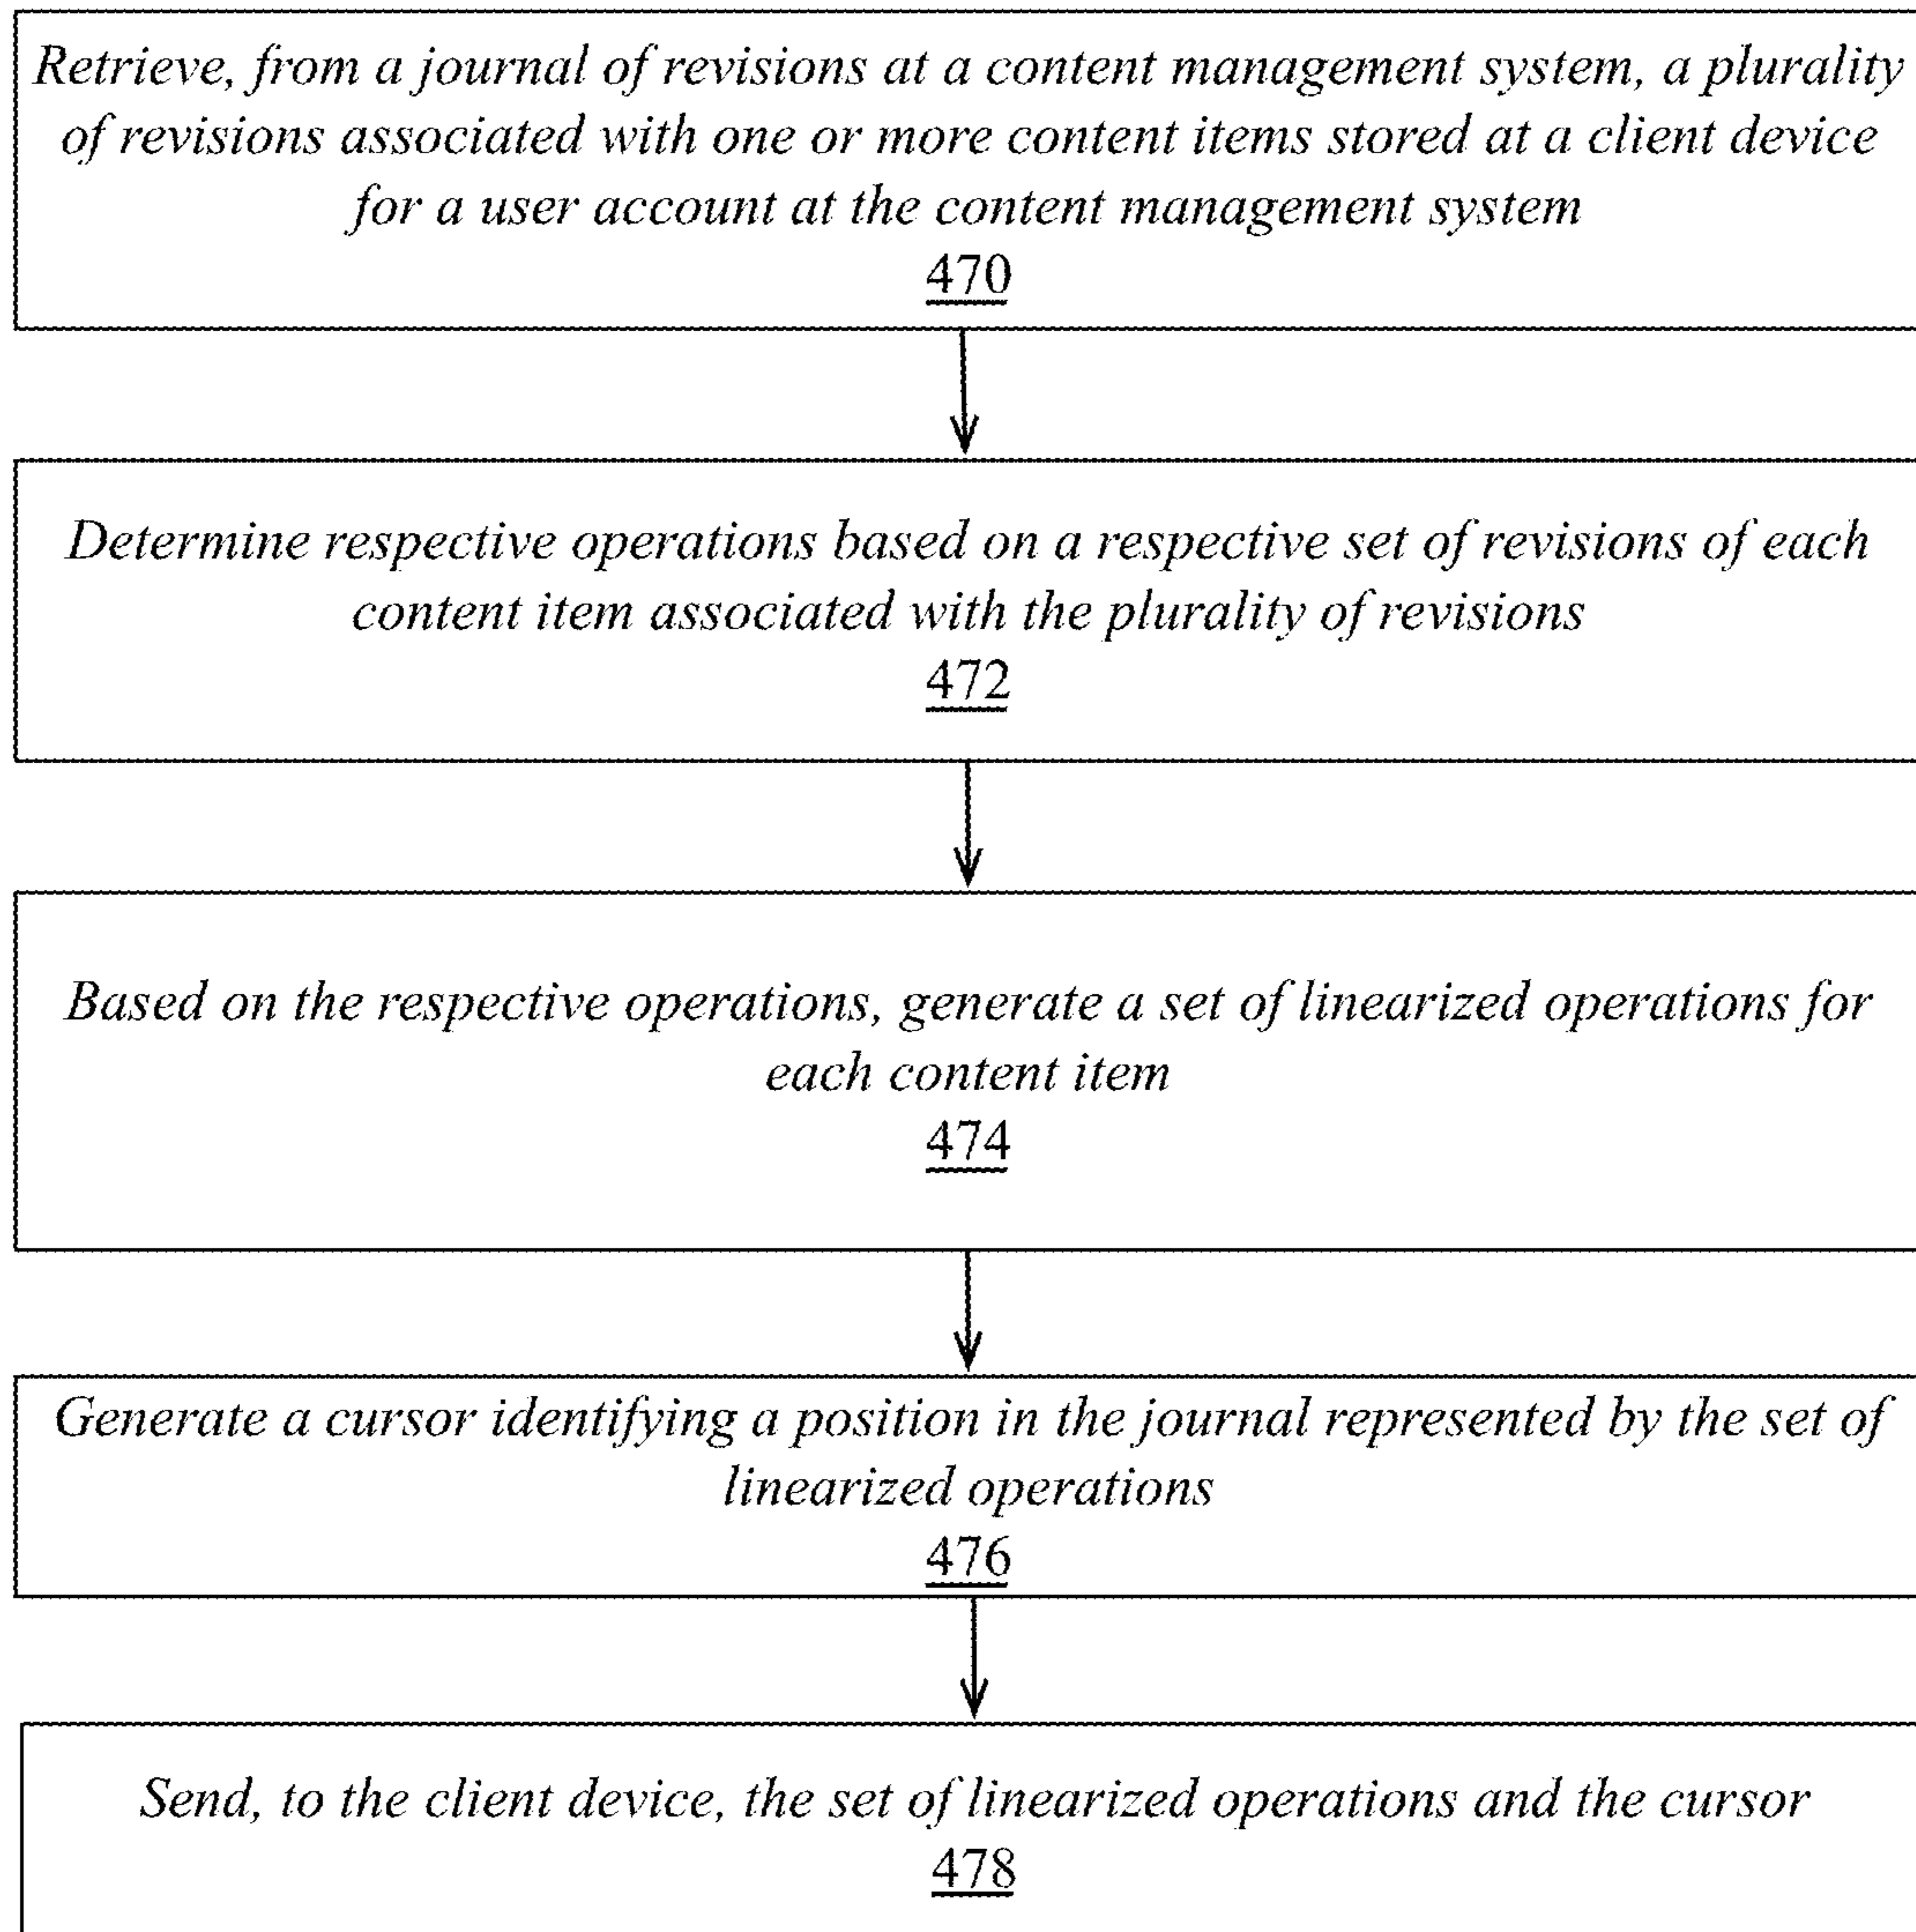 Retrieve, from a journal of revisions at a content management system, a plurality
of revisions associated with one or more content items stored at a client device
for a user account at the content management system
470
Determine respective operations based on a respective set of revisions of each
content item associated with the plurality of revisions
472
Based on the respective operations, generate a set of linearized operations for
each content item
474
Generate a cursor identifying a position in the journal represented by the set of
linearized operations
476
Send, to the client device, the set of linearized operations and the cursor
478